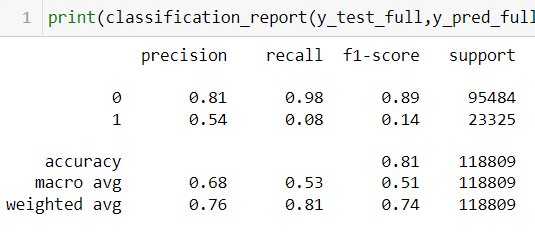 1 print(classification_report(y_test_full,y_pred_full
precision recall f1-score support
0 0.81 0.98 0.89 95484
1 0.54 0.08 0.14 23325
accuracy 0.81 118809
macro avg 0.68 0.53 0.51 118809
weighted avg 0.76 0.81 0.74 118809